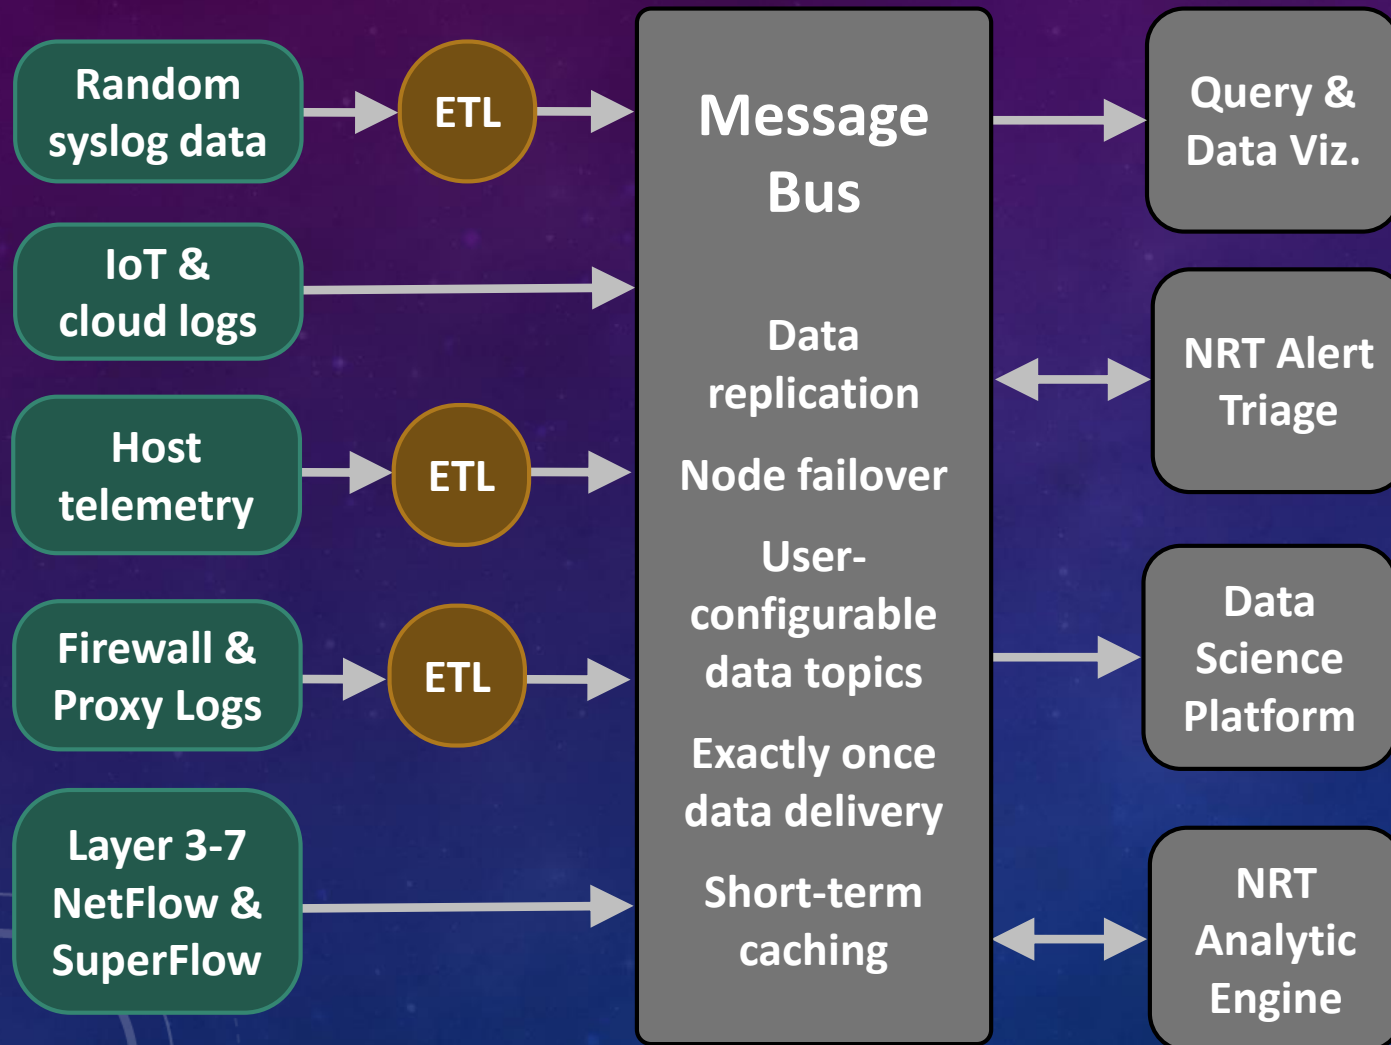 Random
syslog data
ETL
IoT &
cloud logs
Host
telemetry
ETL
Firewall &
Proxy Logs
ETL
Layer 3-7
NetFlow &
SuperFlow
Message
Bus
Data
replication
Node failover
User-
configurable
data topics
Exactly once
data delivery
Short-term
caching
Query &
Data Viz.
NRT Alert
Triage
Data
Science
Platform
NRT
Analytic
Engine